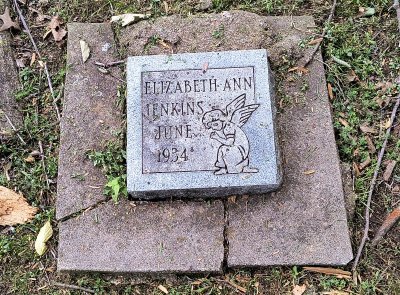 ELIZABETH ANN
JENKINS
JUNE
1934